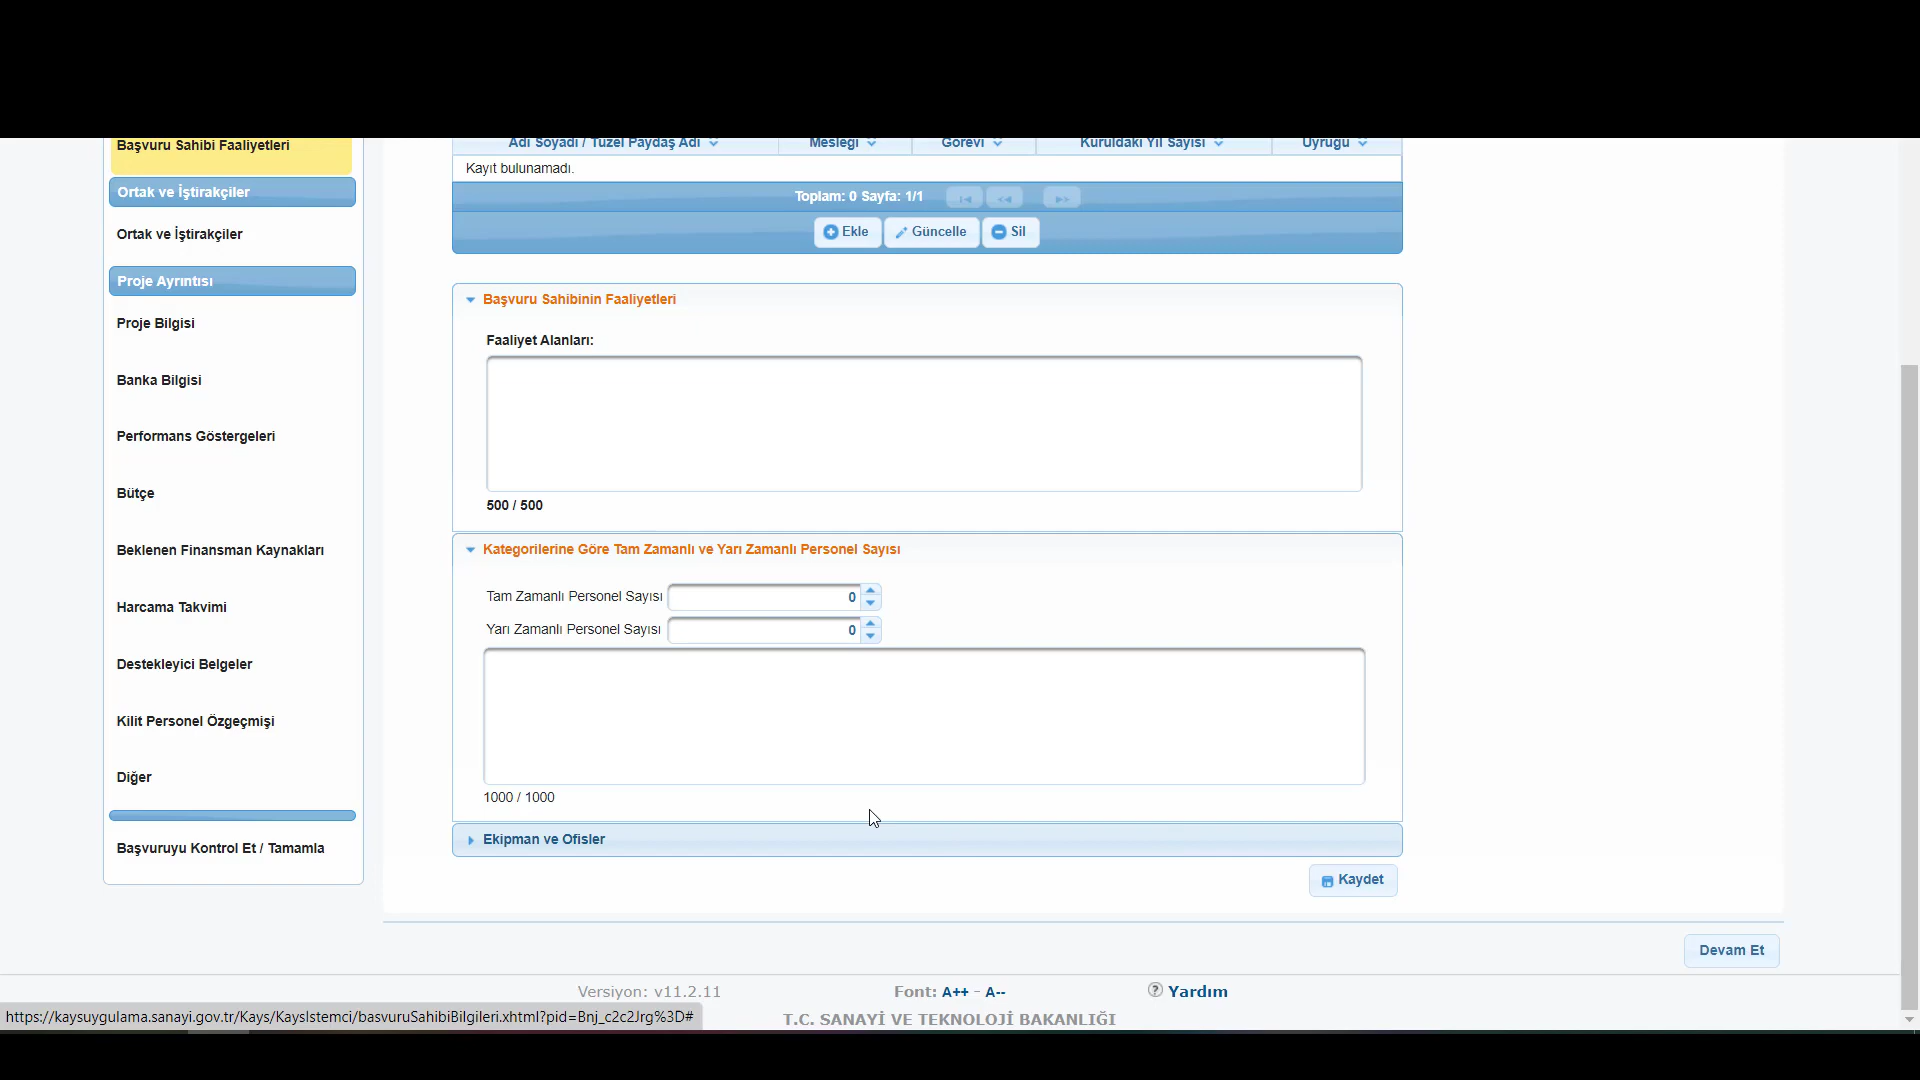 Başvuru Sahibi Faaliyetleri
Ortak ve İştirakçiler
Ortak ve İştirakçiler
Proje Ayrıntısı
Proje Bilgisi
Banka Bilgisi
Performans Göstergeleri
Bütçe
Beklenen Finansman Kaynakları
Harcama Takvimi
Destekleyici Belgeler
Kilit Personel Özgeçmişi
Diğer
Başvuruyu Kontrol Et / Tamamla
Adı Soyadı / Tüzel Paydaş Adı Mesleği Görevi Kuruldaki Yıl Sayısı Uyruğu
Kayıt bulunamadı.
Toplam: 0 Sayfa: 1/1
Ekle Güncelle Sil
Başvuru Sahibinin Faaliyetleri
Faaliyet Alanları:
500 / 500
Kategorilerine Göre Tam Zamanlı ve Yarı Zamanlı Personel Sayısı
Tam Zamanlı Personel Sayısı 0
Yarı Zamanlı Personel Sayısı 0
1000 / 1000
Ekipman ve Ofisler
Kaydet
Devam Et
Versiyon: v11.2.11 Font: A++ - A-- Yardım
https://kaysuygulama.sanayi.gov.tr/Kays/KaysIstemci/basvuruSahibiBilgileri.xhtml?pid=Bnj_c2c2Jrg%3D#
T.C. SANAYİ VE TEKNOLOJİ BAKANLIĞI